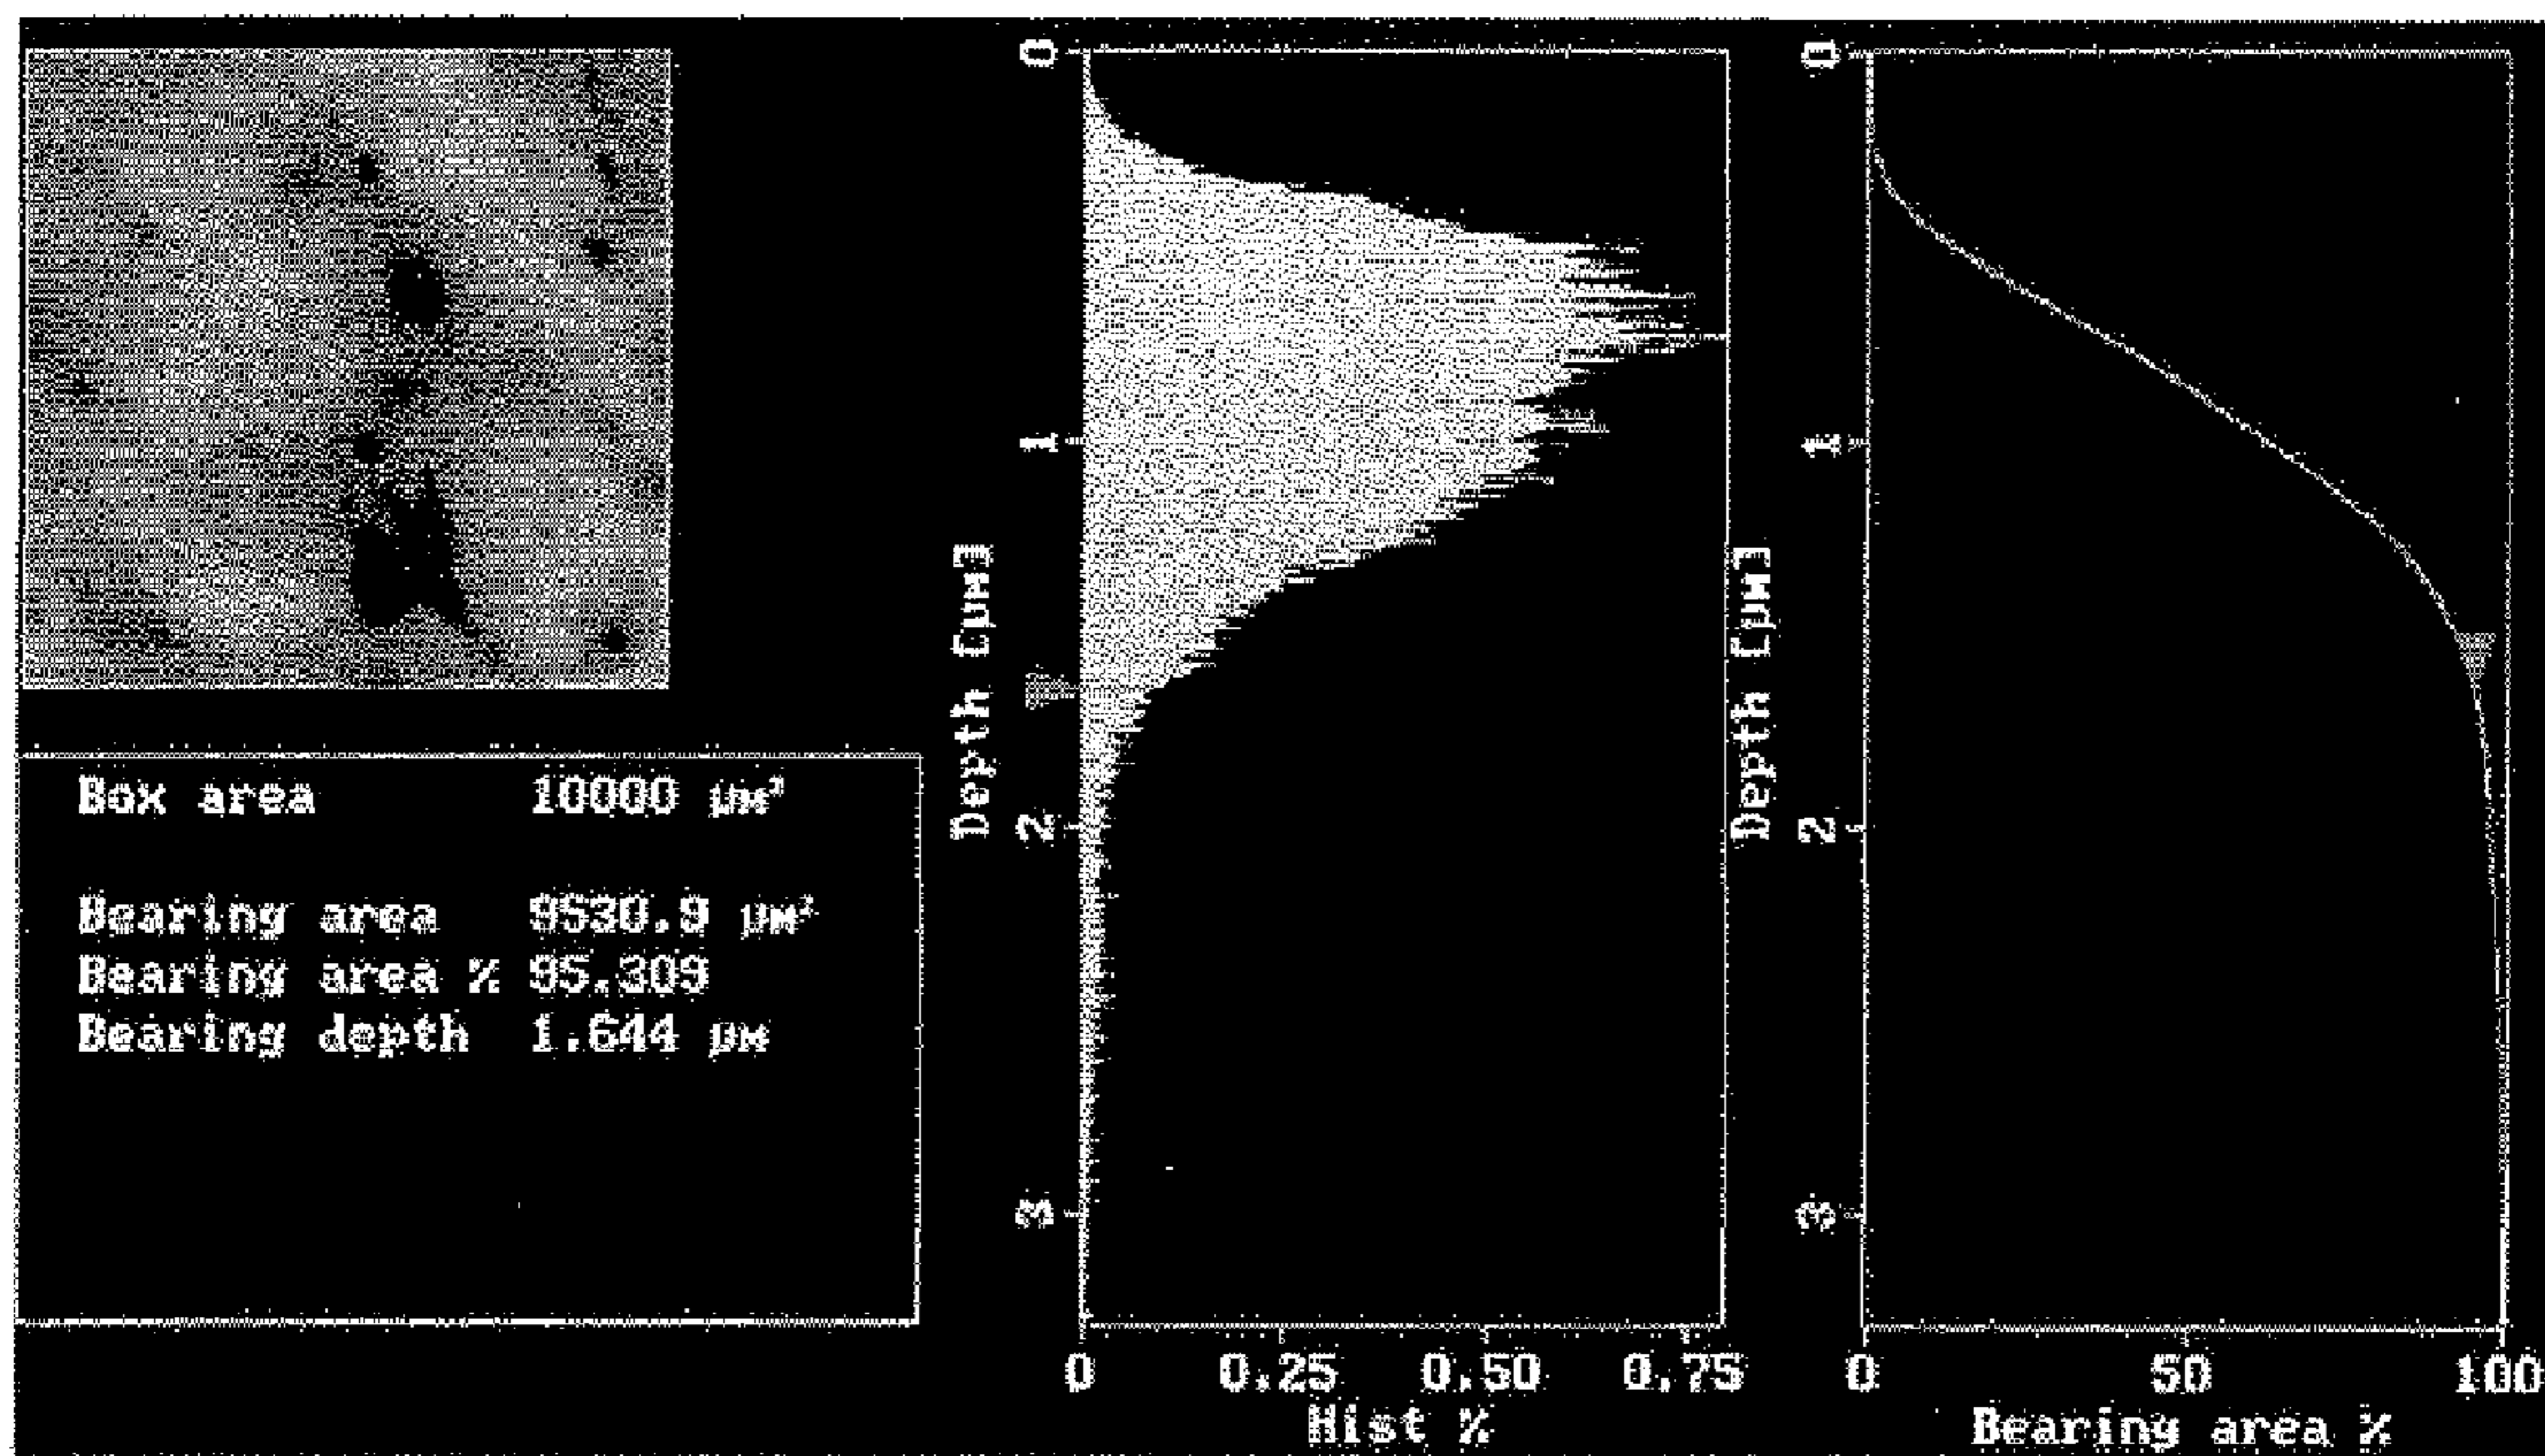 Box area 10000 µm²
Bearing area 9530.9 µm²
Bearing area % 95.309
Bearing depth 1.644 µm
Depth [µm]
0
1
2
3
0 0.25 0.50 0.75
Hist %
Depth [µm]
0
1
2
3
0 50 100
Bearing area %